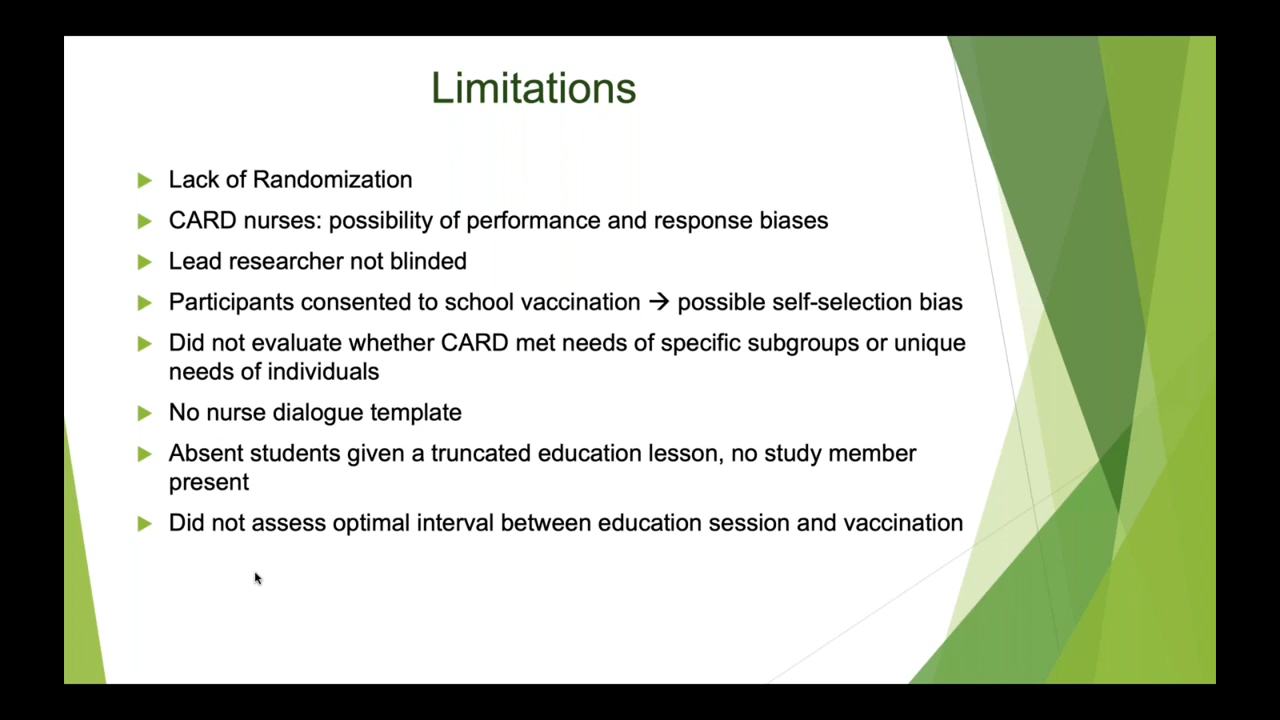 Limitations
Lack of Randomization
CARD nurses: possibility of performance and response biases
Lead researcher not blinded
Participants consented to school vaccination → possible self-selection bias
Did not evaluate whether CARD met needs of specific subgroups or unique
needs of individuals
No nurse dialogue template
Absent students given a truncated education lesson, no study member
present
Did not assess optimal interval between education session and vaccination